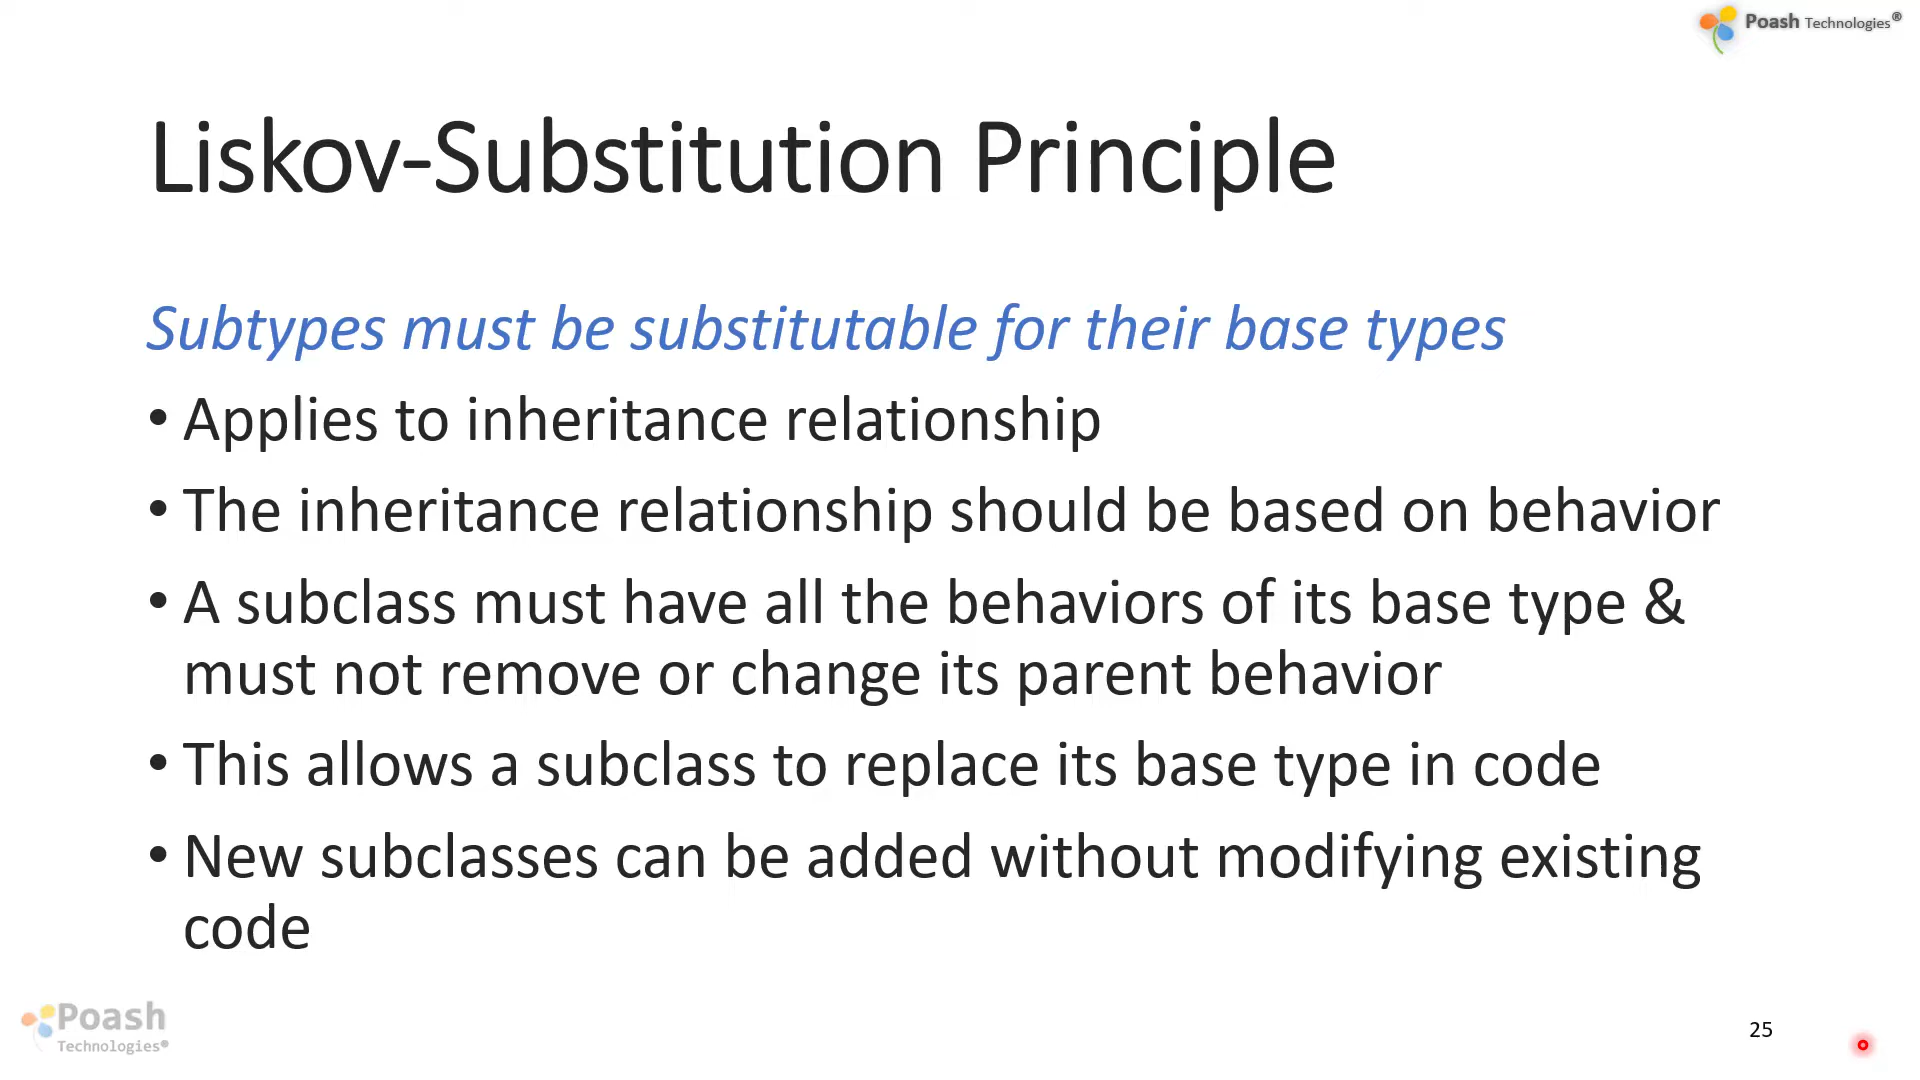 Poash Technologies®
Liskov-Substitution Principle
Subtypes must be substitutable for their base types
• Applies to inheritance relationship
• The inheritance relationship should be based on behavior
• A subclass must have all the behaviors of its base type &
must not remove or change its parent behavior
• This allows a subclass to replace its base type in code
• New subclasses can be added without modifying existing
code
Poash
Technologies®
25